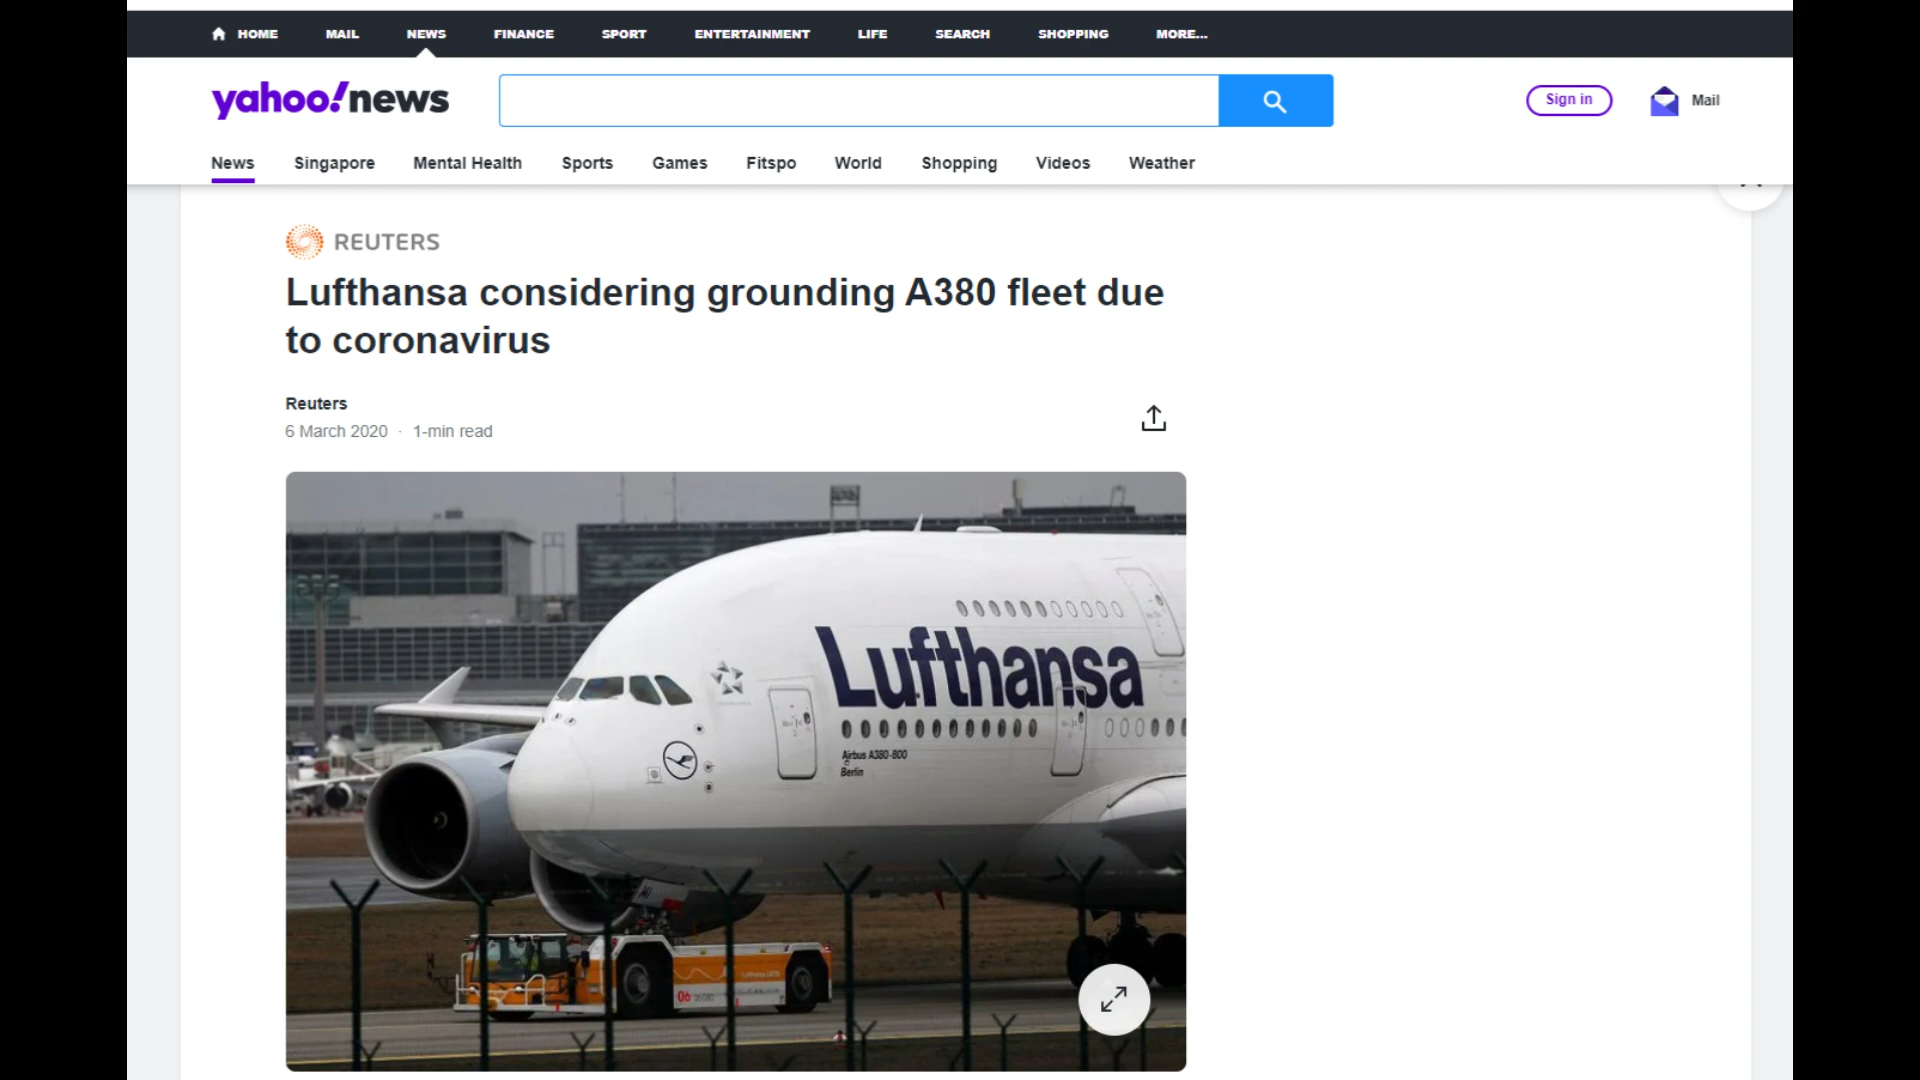 HOME MAIL NEWS FINANCE SPORT ENTERTAINMENT LIFE SEARCH SHOPPING MORE...
yahoo!news
Sign in
Mail
News Singapore Mental Health Sports Games Fitspo World Shopping Videos Weather
REUTERS
Lufthansa considering grounding A380 fleet due
to coronavirus
Reuters
6 March 2020 · 1-min read
Lufthansa
Airbus A380-800
Berlin
MI
06